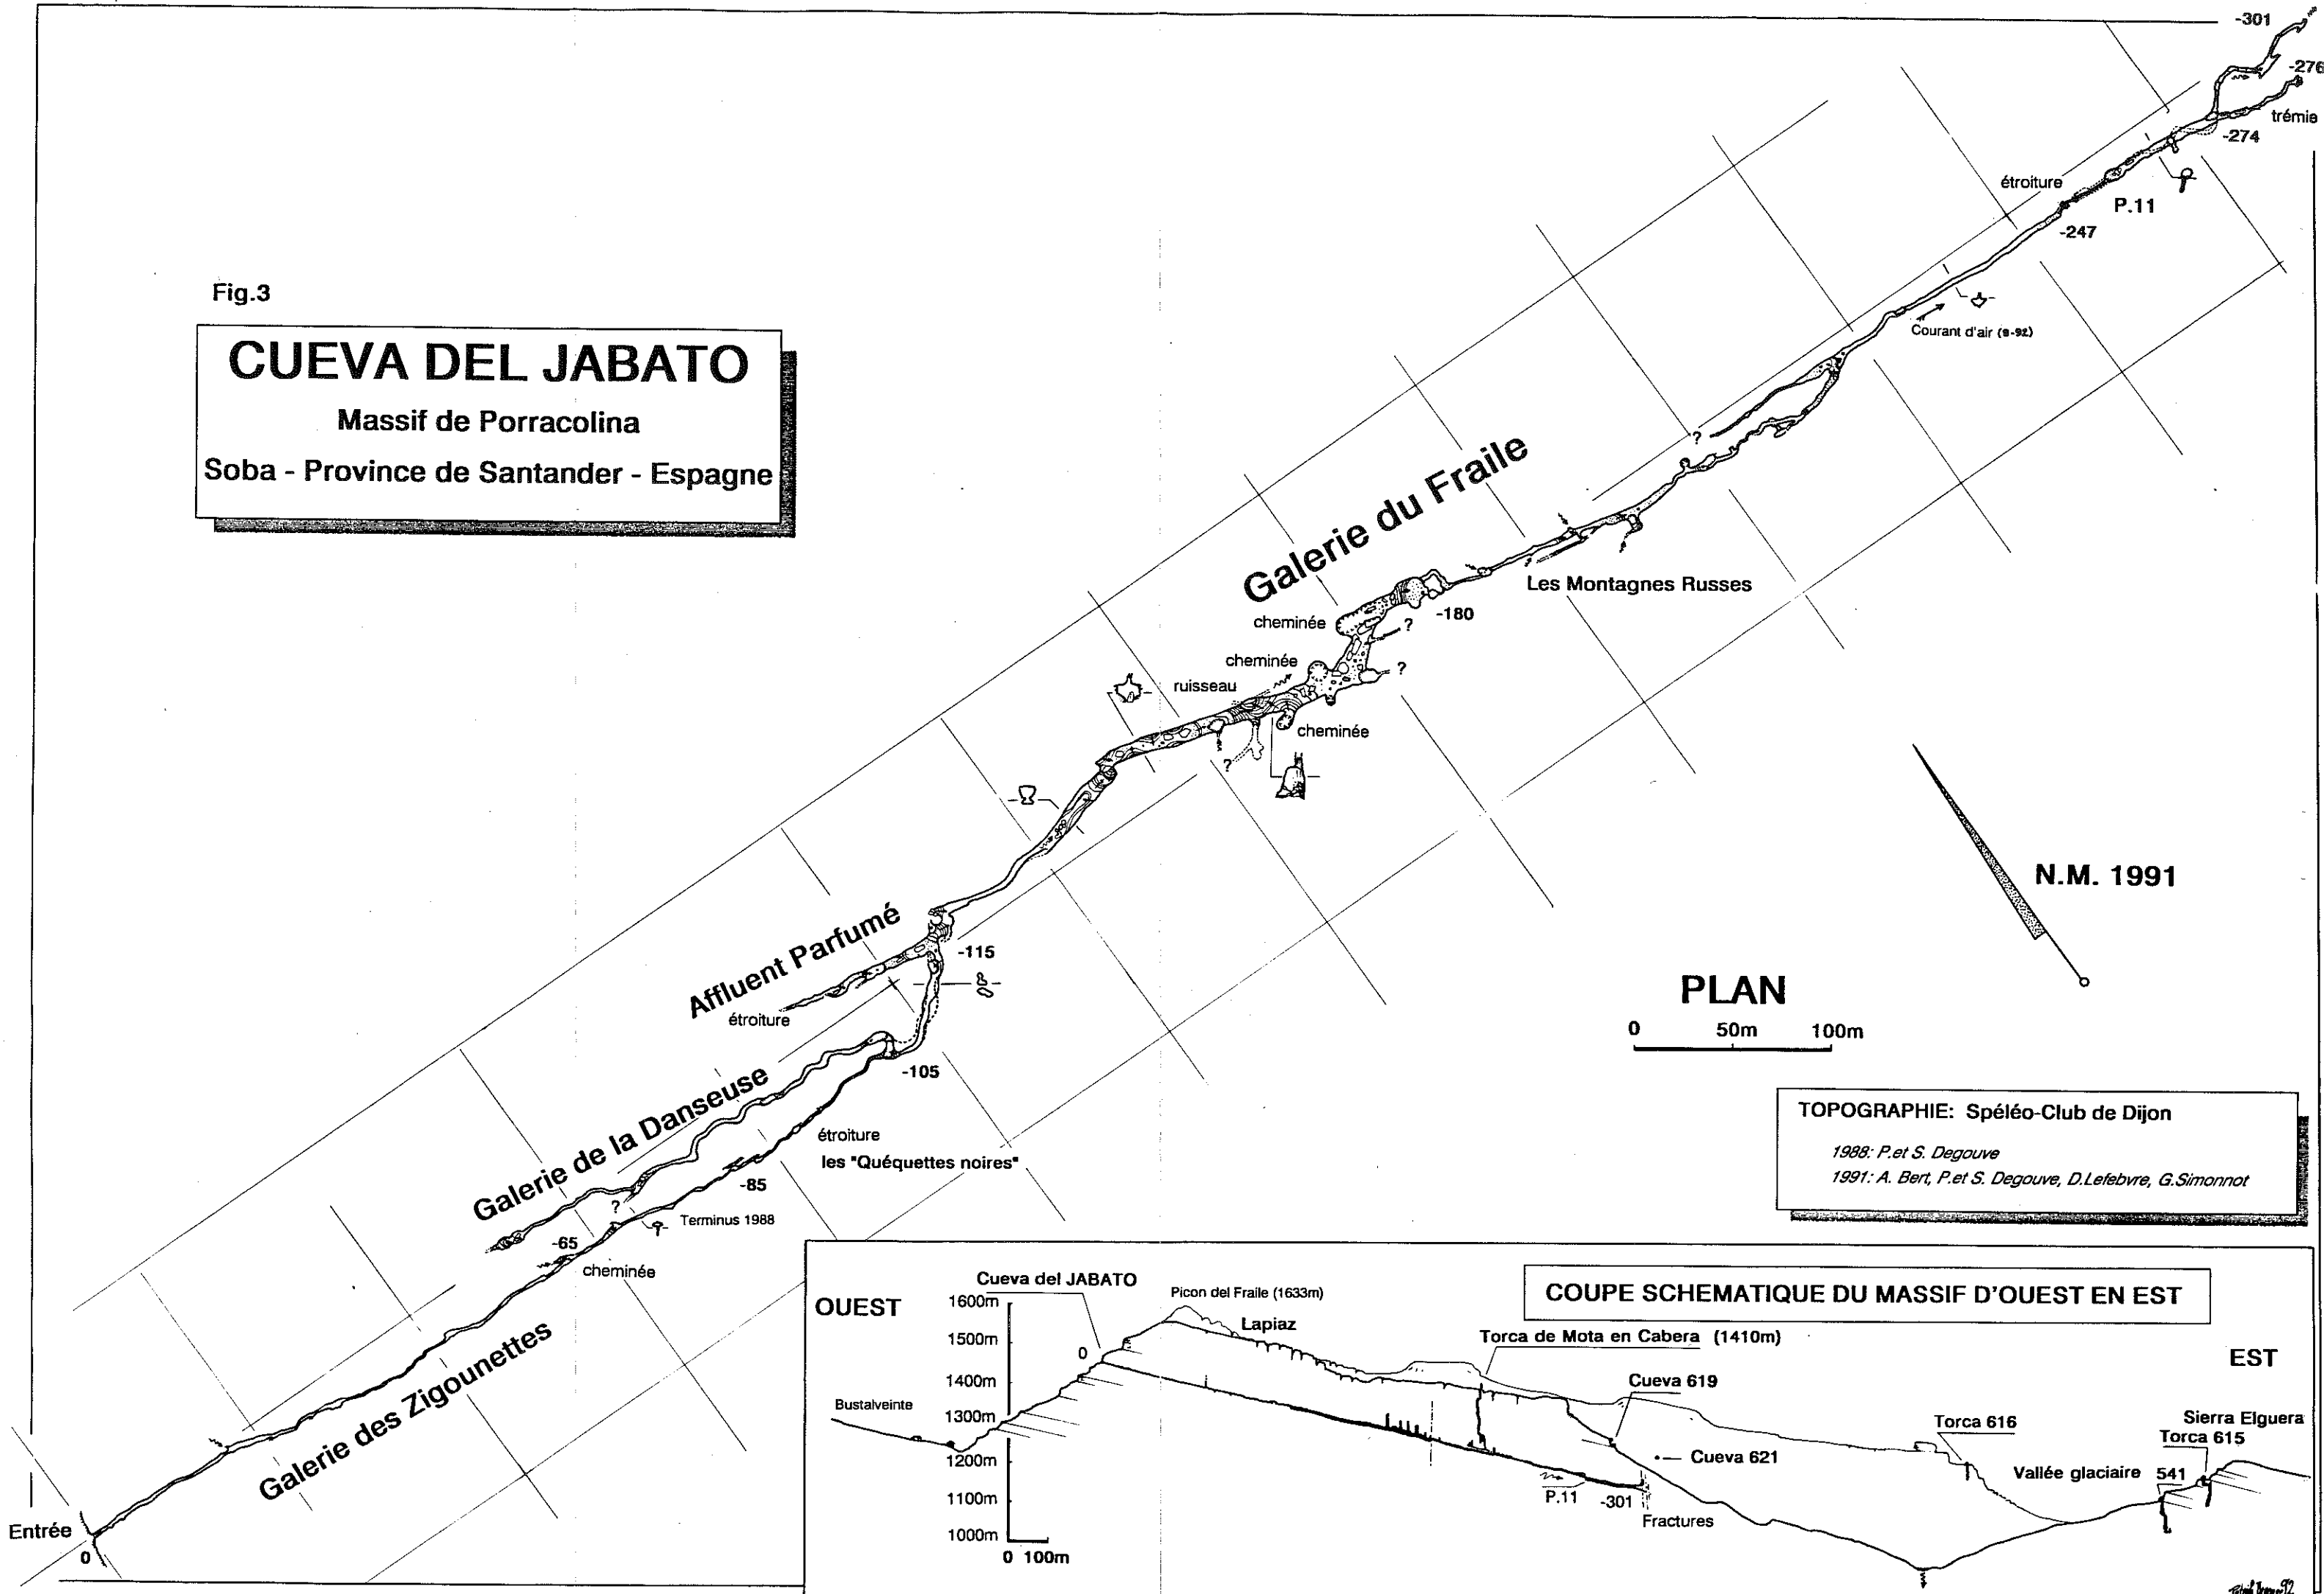 Fig.3
CUEVA DEL JABATO
Massif de Porracolina
Soba - Province de Santander - Espagne
-301
-276
trémie
-274
étroiture
P.11
-247
Courant d'air (8-92)
?
Galerie du Fraile
Les Montagnes Russes
-180
cheminée
?
cheminée
?
ruisseau
cheminée
?
N.M. 1991
Affluent Parfumé
-115
étroiture
PLAN
0 50m 100m
-105
Galerie de la Danseuse
étroiture
les "Quéquettes noires"
-85
?
Terminus 1988
-65
cheminée
Galerie des Zigounettes
Entrée
0
TOPOGRAPHIE: Spéléo-Club de Dijon
1988: P.et S. Degouve
1991: A. Bert, P.et S. Degouve, D.Lefebvre, G.Simonnot
COUPE SCHEMATIQUE DU MASSIF D'OUEST EN EST
OUEST
Cueva del JABATO
Picon del Fraile (1633m)
Lapiaz
Torca de Mota en Cabera (1410m)
EST
1600m
1500m
1400m
1300m
1200m
1100m
1000m
0
Bustalveinte
Cueva 619
Cueva 621
Torca 616
Sierra Elguera
Torca 615
Vallée glaciaire
541
P.11
-301
Fractures
0 100m